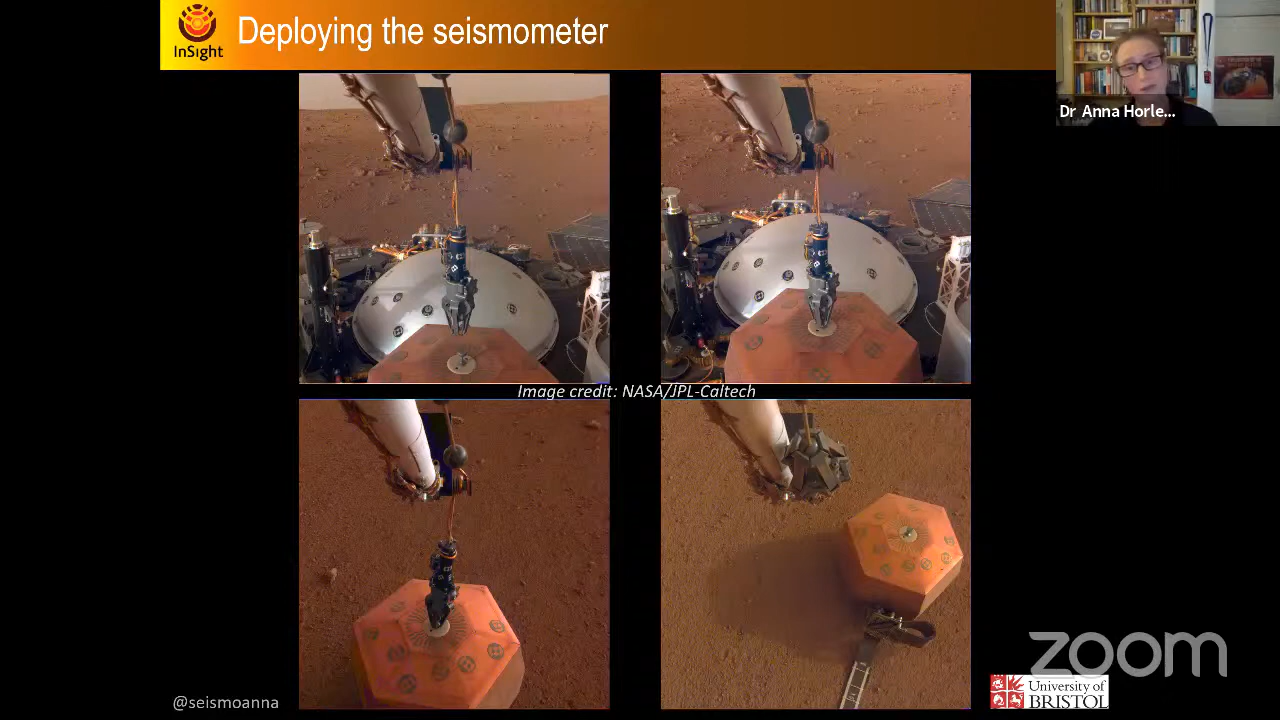 InSight
Deploying the seismometer
Dr Anna Horle...
Image credit: NASA/JPL-Caltech
@seismoanna
zoom
University of
BRISTOL